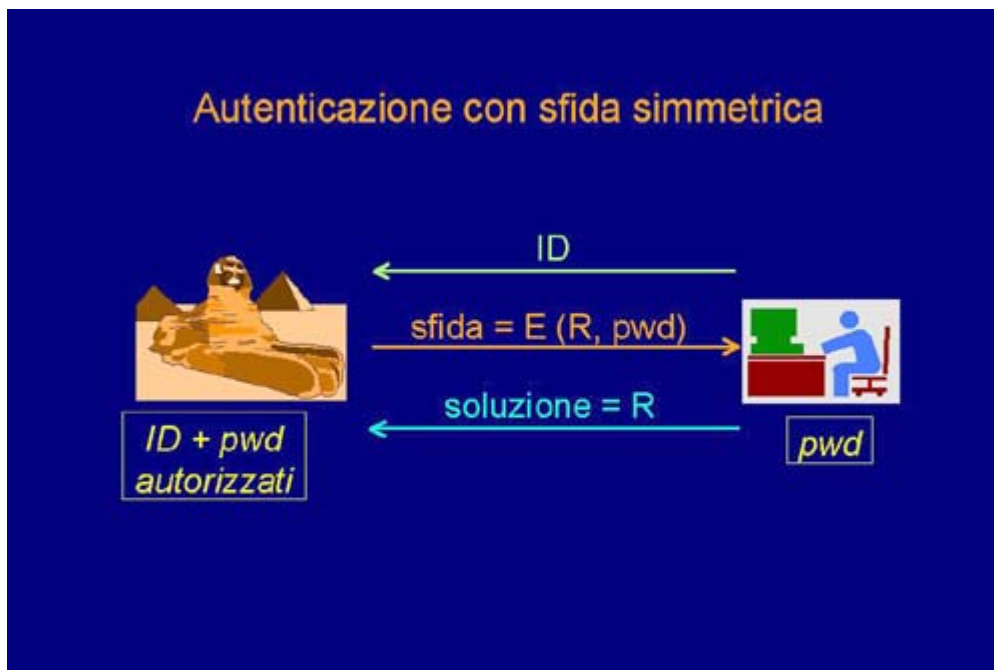 Autenticazione con sfida simmetrica
ID
sfida = E (R, pwd)
soluzione = R
ID + pwd
autorizzati
pwd